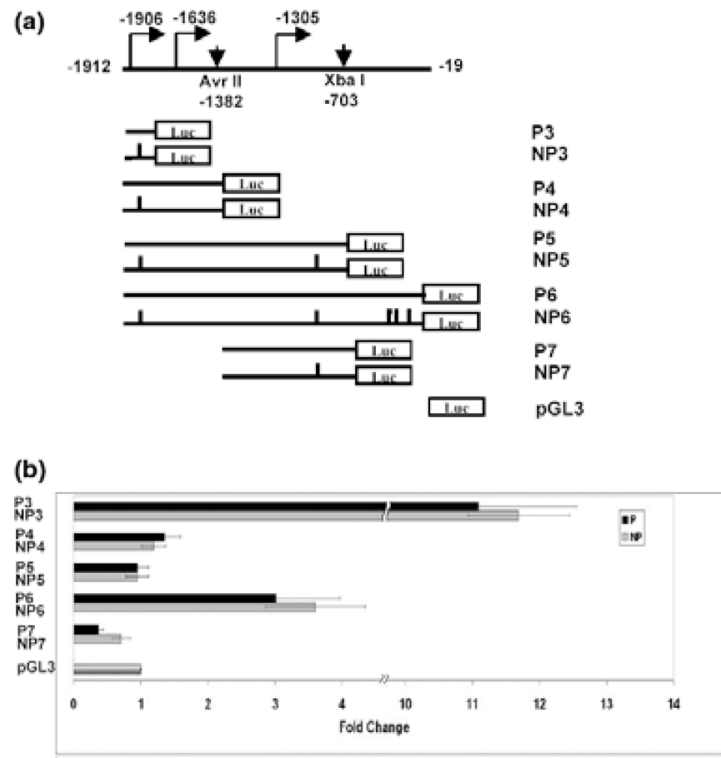 (a)
-1906
-1636
-1305
-1912
-19
Avr II
-1382
Xba I
-703
Luc
P3
Luc
NP3
Luc
P4
Luc
NP4
Luc
P5
Luc
NP5
Luc
P6
Luc
NP6
Luc
P7
Luc
NP7
Luc
pGL3
(b)
P3
NP3
P4
NP4
P5
NP5
P6
NP6
P7
NP7
pGL3
P
NP
0 1 2 3 4 10 11 12 13 14
Fold Change